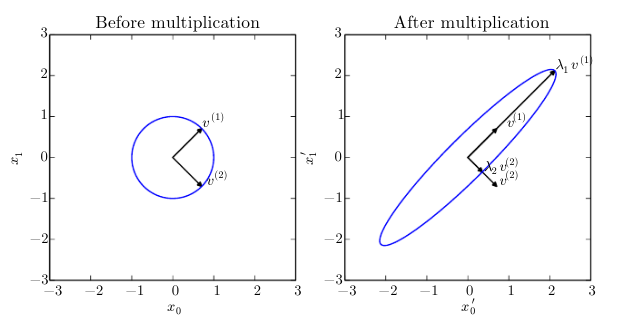 Before multiplication
3
2
1
0
−1
−2
−3
−3 −2 −1 0 1 2 3
x₀
x₁
v⁽¹⁾
v⁽²⁾
After multiplication
3
2
1
0
−1
−2
−3
−3 −2 −1 0 1 2 3
x₀′
x₁′
λ₁ v⁽¹⁾
v⁽¹⁾
λ₂ v⁽²⁾
v⁽²⁾